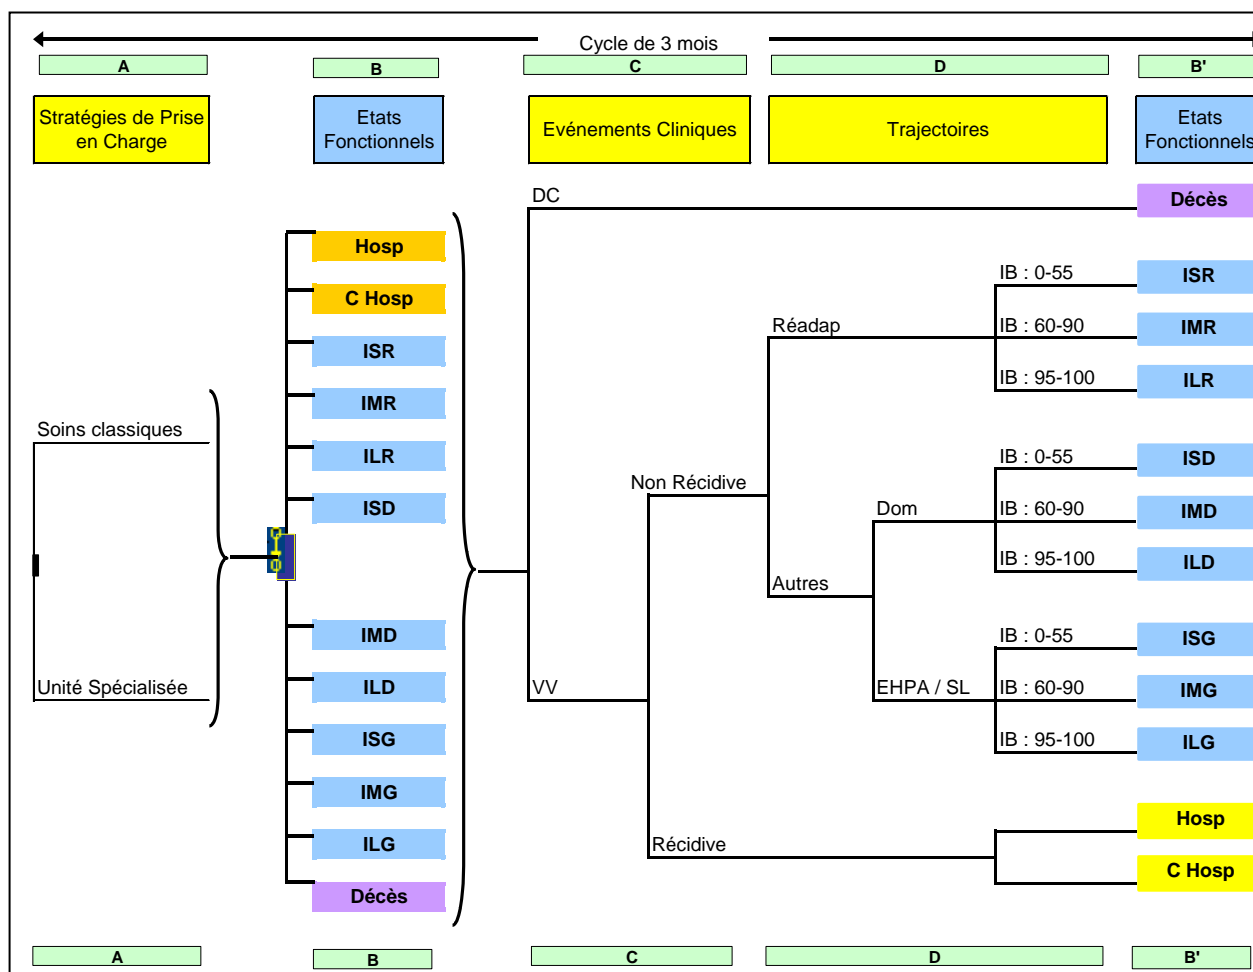 Cycle de 3 mois
A
B
C
D
B'
Stratégies de Prise
en Charge
Etats
Fonctionnels
Evénements Cliniques
Trajectoires
Etats
Fonctionnels
Soins classiques
Unité Spécialisée
Hosp
C Hosp
ISR
IMR
ILR
ISD
IMD
ILD
ISG
IMG
ILG
Décès
DC
VV
Non Récidive
Récidive
Réadap
Autres
Dom
EHPA / SL
IB : 0-55
IB : 60-90
IB : 95-100
IB : 0-55
IB : 60-90
IB : 95-100
IB : 0-55
IB : 60-90
IB : 95-100
Décès
ISR
IMR
ILR
ISD
IMD
ILD
ISG
IMG
ILG
Hosp
C Hosp
A
B
C
D
B'